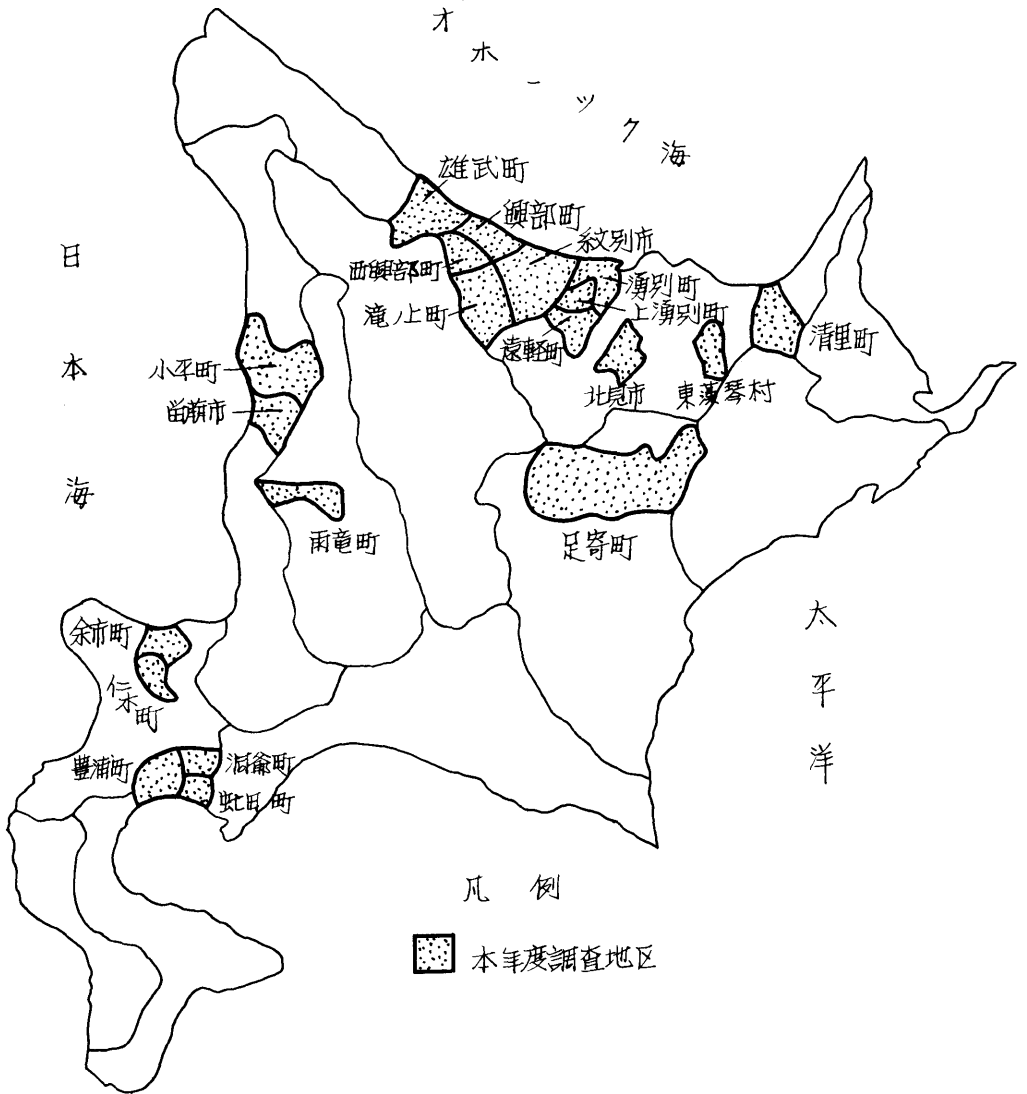 オホーツク海
雄武町
興部町
紋別市
西興部町
湧別町
滝ノ上町
上湧別町
遠軽町
清里町
日本海
小平町
留萠市
北見市
東藻琴村
雨竜町
足寄町
余市町
仁木町
太平洋
豊浦町
洞爺町
虻田町
凡例
本年度調査地区